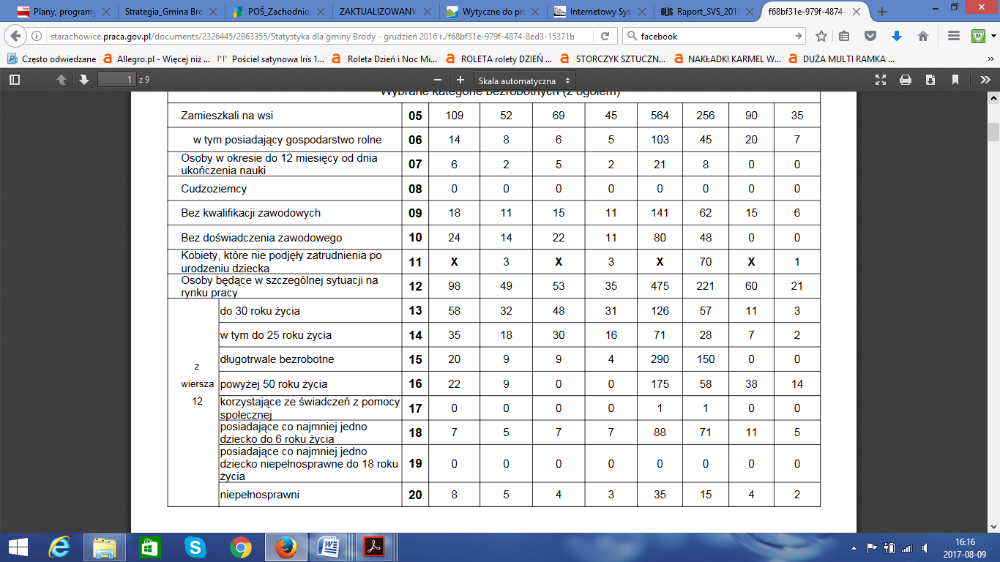 Plany, programy
Strategia_Gmina Bro
POŚ_Zachodnio
ZAKTUALIZOWANY
Wytyczne do pro
Internetowy Sys
GUS Raport_SVS_2015
f68bf31e-979f-4874-
starachowice.praca.gov.pl/documents/2326445/2863355/Statystyka dla gminy Brody - grudzień 2016 r./f68bf31e-979f-4874-8ed3-15371b
facebook
Często odwiedzane
Allegro.pl - Więcej niż ...
Pościel satynowa Iris 1...
Roleta Dzień i Noc Mi...
ROLETA rolety DZIEŃ ...
STORCZYK SZTUCZN...
NAKŁADKI KARMEL W...
DUŻA MULTI RAMKA ...
1 z 9
Skala automatyczna
Wybrane kategorie bezrobotnych (z ogółem)
Zamieszkali na wsi 05 109 52 69 45 564 256 90 35
w tym posiadający gospodarstwo rolne 06 14 8 6 5 103 45 20 7
Osoby w okresie do 12 miesięcy od dnia
ukończenia nauki 07 6 2 5 2 21 8 0 0
Cudzoziemcy 08 0 0 0 0 0 0 0 0
Bez kwalifikacji zawodowych 09 18 11 15 11 141 62 15 6
Bez doświadczenia zawodowego 10 24 14 22 11 80 48 0 0
Kobiety, które nie podjęły zatrudnienia po
urodzeniu dziecka 11 X 3 X 3 X 70 X 1
Osoby będące w szczególnej sytuacji na
rynku pracy 12 98 49 53 35 475 221 60 21
z
wiersza
12
do 30 roku życia 13 58 32 48 31 126 57 11 3
w tym do 25 roku życia 14 35 18 30 16 71 28 7 2
długotrwale bezrobotne 15 20 9 9 4 290 150 0 0
powyżej 50 roku życia 16 22 9 0 0 175 58 38 14
korzystające ze świadczeń z pomocy
społecznej 17 0 0 0 0 1 1 0 0
posiadające co najmniej jedno
dziecko do 6 roku życia 18 7 5 7 7 88 71 11 5
posiadające co najmniej jedno
dziecko niepełnosprawne do 18 roku
życia 19 0 0 0 0 0 0 0 0
niepełnosprawni 20 8 5 4 3 35 15 4 2
16:16
2017-08-09